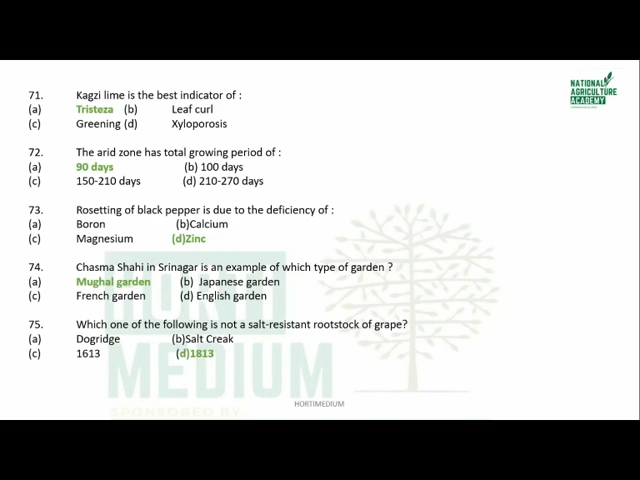 NATIONAL
AGRICULTURE
ACADEMY
71. Kagzi lime is the best indicator of :
(a) Tristeza (b) Leaf curl
(c) Greening (d) Xyloporosis
72. The arid zone has total growing period of :
(a) 90 days (b) 100 days
(c) 150-210 days (d) 210-270 days
73. Rosetting of black pepper is due to the deficiency of :
(a) Boron (b)Calcium
(c) Magnesium (d)Zinc
74. Chasma Shahi in Srinagar is an example of which type of garden ?
(a) Mughal garden (b) Japanese garden
(c) French garden (d) English garden
75. Which one of the following is not a salt-resistant rootstock of grape?
(a) Dogridge (b)Salt Creak
(c) 1613 (d)1813
HORTI
MEDIUM
SPONSORED BY:
HORTIMEDIUM